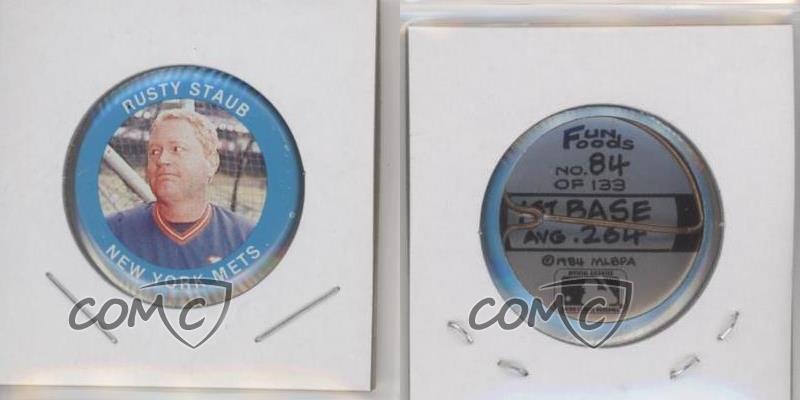 RUSTY STAUB
NEW YORK METS
COMC
Fun
Foods
NO. 84
OF 133
1ST BASE
AVG .264
©1984 MLBPA
COMC